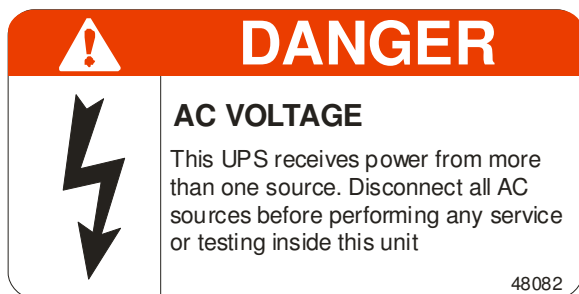 DANGER
AC VOLTAGE
This UPS receives power from more
than one source. Disconnect all AC
sources before performing any service
or testing inside this unit
48082